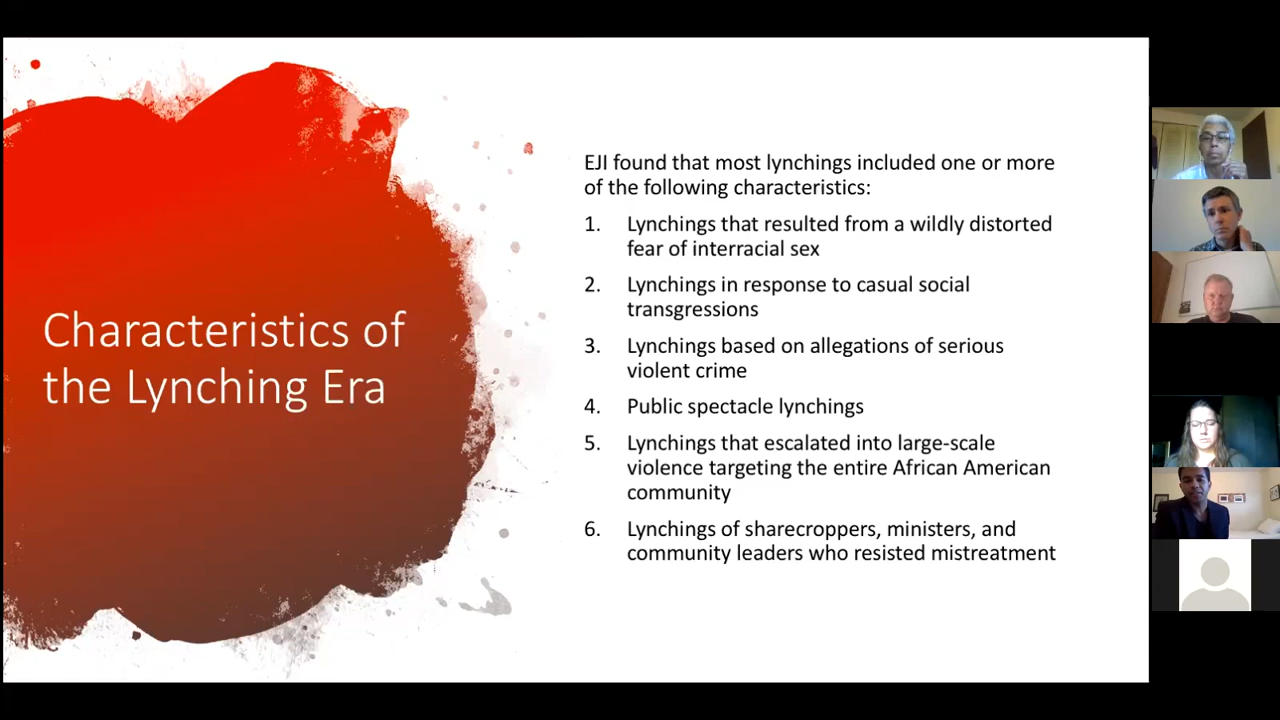 Characteristics of
the Lynching Era
EJI found that most lynchings included one or more
of the following characteristics:
1. Lynchings that resulted from a wildly distorted
fear of interracial sex
2. Lynchings in response to casual social
transgressions
3. Lynchings based on allegations of serious
violent crime
4. Public spectacle lynchings
5. Lynchings that escalated into large-scale
violence targeting the entire African American
community
6. Lynchings of sharecroppers, ministers, and
community leaders who resisted mistreatment